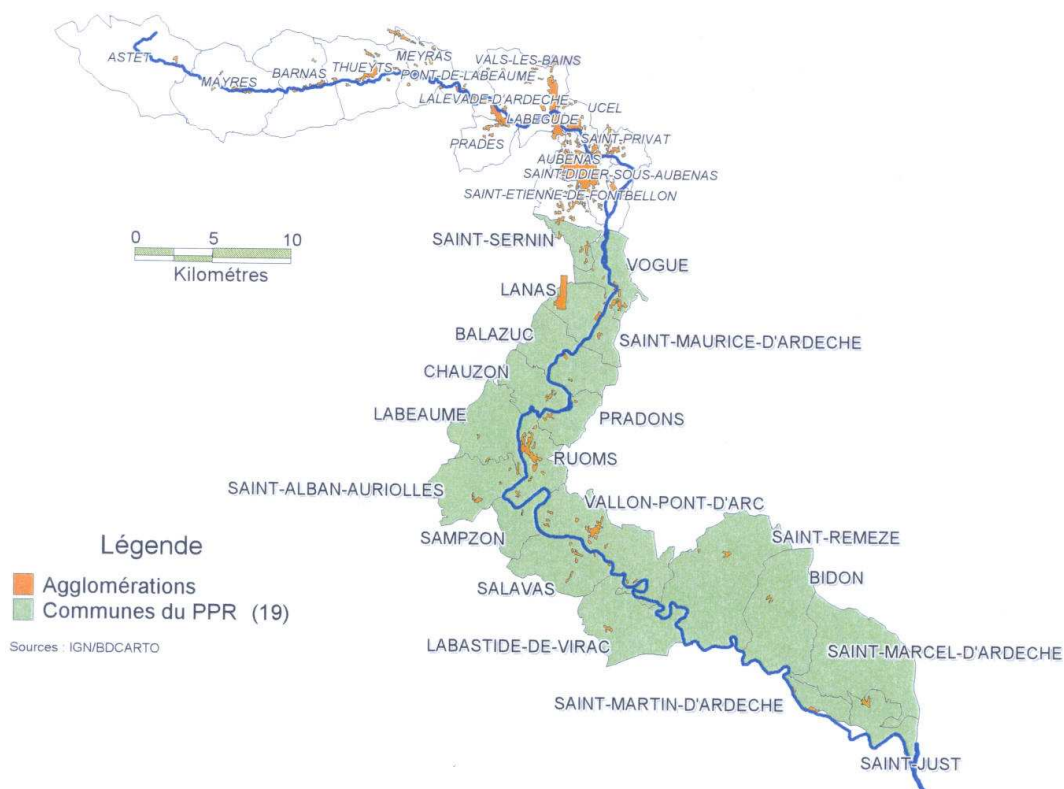 ASTET
MAYRES
BARNAS
THUEYTS
MEYRAS
PONT-DE-LABEAUME
VALS-LES-BAINS
LALEVADE-D'ARDECHE
UCEL
LABEGUDE
PRADES
SAINT-PRIVAT
AUBENAS
SAINT-DIDIER-SOUS-AUBENAS
SAINT-ETIENNE-DE-FONTBELLON
0 5 10
Kilométres
SAINT-SERNIN
VOGUE
LANAS
BALAZUC
SAINT-MAURICE-D'ARDECHE
CHAUZON
LABEAUME
PRADONS
RUOMS
SAINT-ALBAN-AURIOLLES
VALLON-PONT-D'ARC
SAMPZON
SAINT-REMEZE
BIDON
SALAVAS
LABASTIDE-DE-VIRAC
SAINT-MARCEL-D'ARDECHE
SAINT-MARTIN-D'ARDECHE
SAINT-JUST
Légende
Agglomérations
Communes du PPR (19)
Sources : IGN/BDCARTO